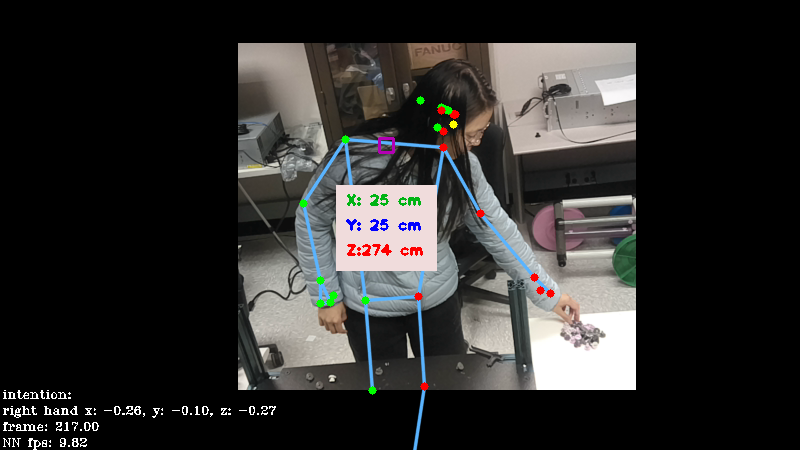 FANUC
X: 25 cm
Y: 25 cm
Z:274 cm
intention:
right hand x: -0.26, y: -0.10, z: -0.27
frame: 217.00
NN fps: 9.82